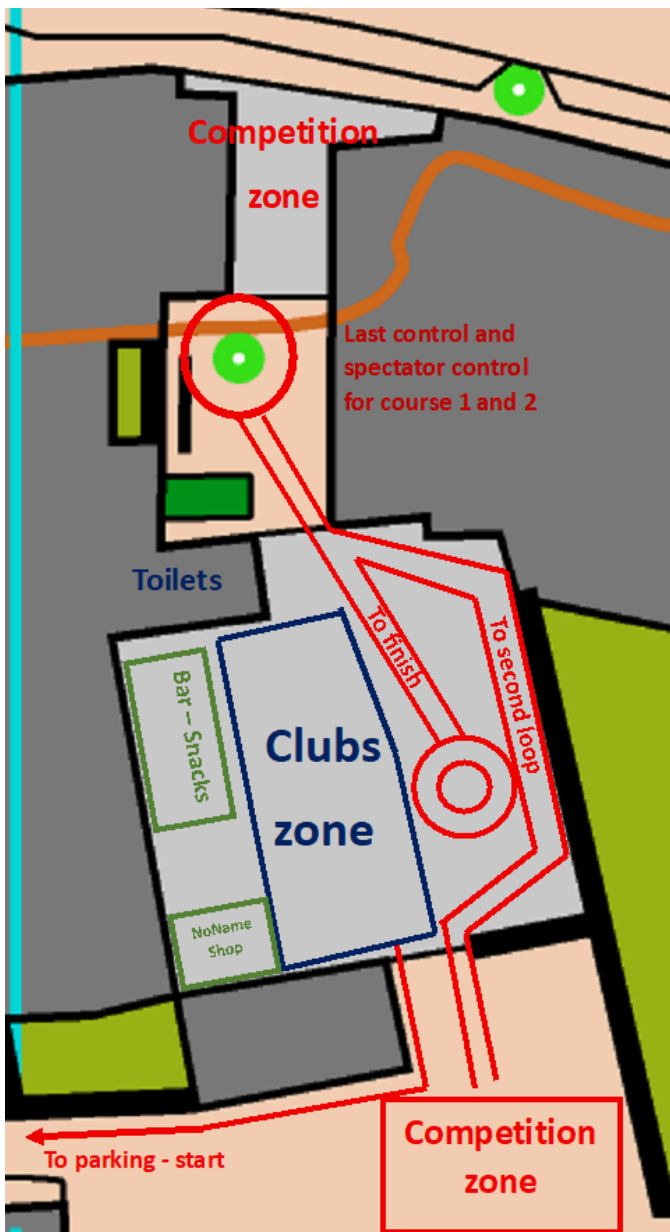 Competition
zone
Last control and
spectator control
for course 1 and 2
Toilets
To finish
To second loop
Bar – Snacks
Clubs
zone
NoName
Shop
Competition
zone
To parking - start